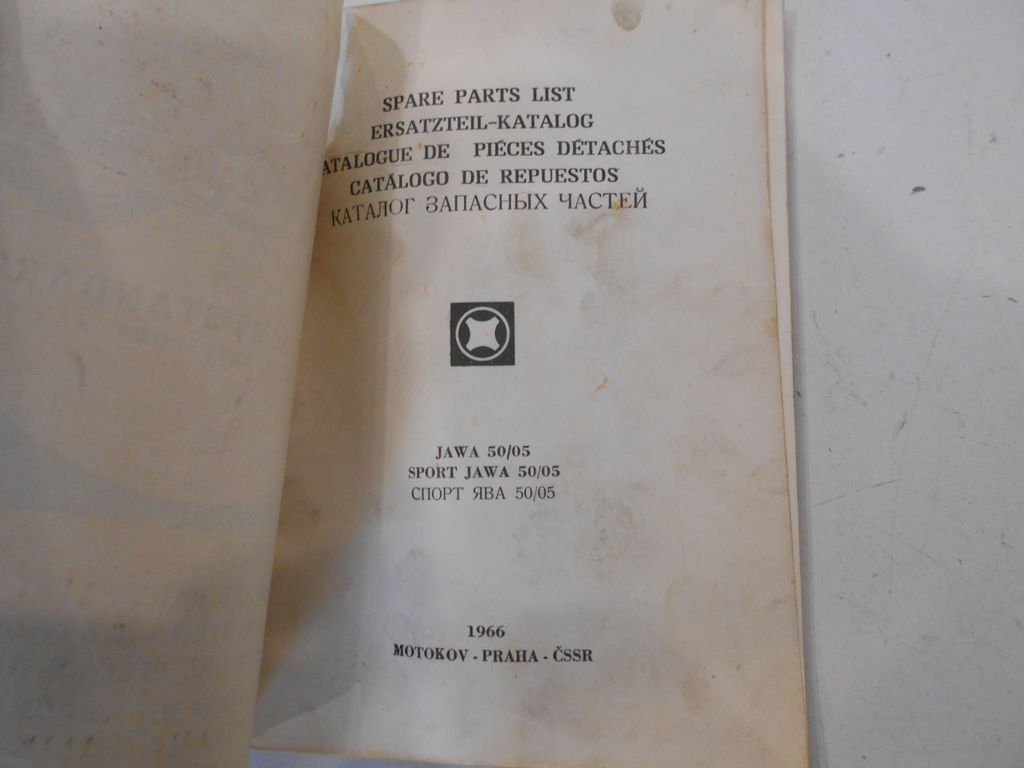 SPARE PARTS LIST
ERSATZTEIL-KATALOG
ATALOGUE DE PIÉCES DÉTACHÉS
CATÁLOGO DE REPUESTOS
КАТАЛОГ ЗАПАСНЫХ ЧАСТЕЙ
JAWA 50/05
SPORT JAWA 50/05
СПОРТ ЯВА 50/05
1966
MOTOKOV - PRAHA - ČSSR